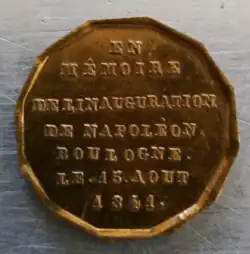 EN
MÉMOIRE
DE L'INAUGURATION
DE NAPOLÉON.
BOULOGNE.
LE.15.AOUT
1841.